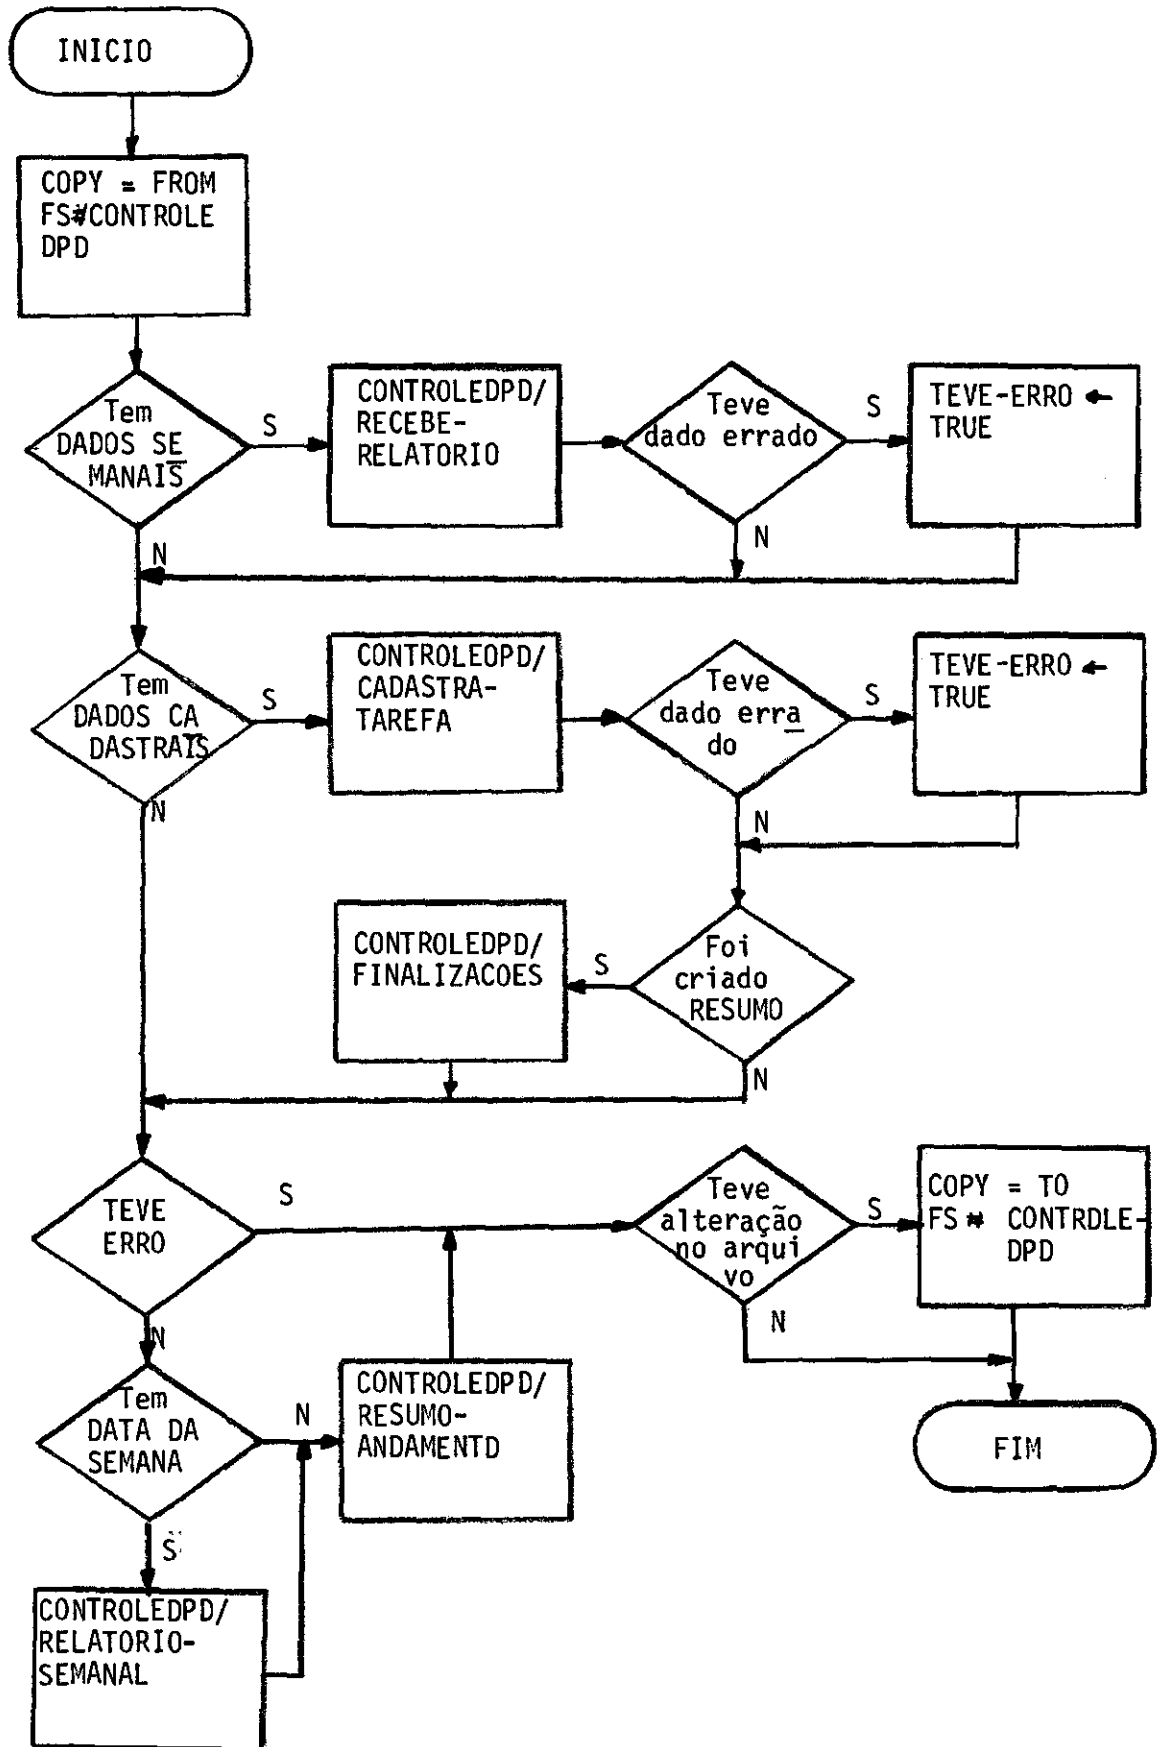 INICIO
COPY = FROM
FS#CONTROLE
DPD
Tem
DADOS SE
MANAIS
S
N
CONTROLEDPD/
RECEBE-
RELATORIO
Teve
dado errado
S
N
TEVE-ERRO ←
TRUE
Tem
DADOS CA
DASTRAIS
S
N
CONTROLEOPD/
CADASTRA-
TAREFA
Teve
dado erra
do
S
N
TEVE-ERRO ←
TRUE
Foi
criado
RESUMO
S
N
CONTROLEDPD/
FINALIZACOES
TEVE
ERRO
S
N
Teve
alteração
no arqui
vo
S
N
COPY = TO
FS# CONTRDLE-
DPD
Tem
DATA DA
SEMANA
N
S
CONTROLEDPD/
RESUMO-
ANDAMENTD
FIM
CONTROLEDPD/
RELATORIO-
SEMANAL